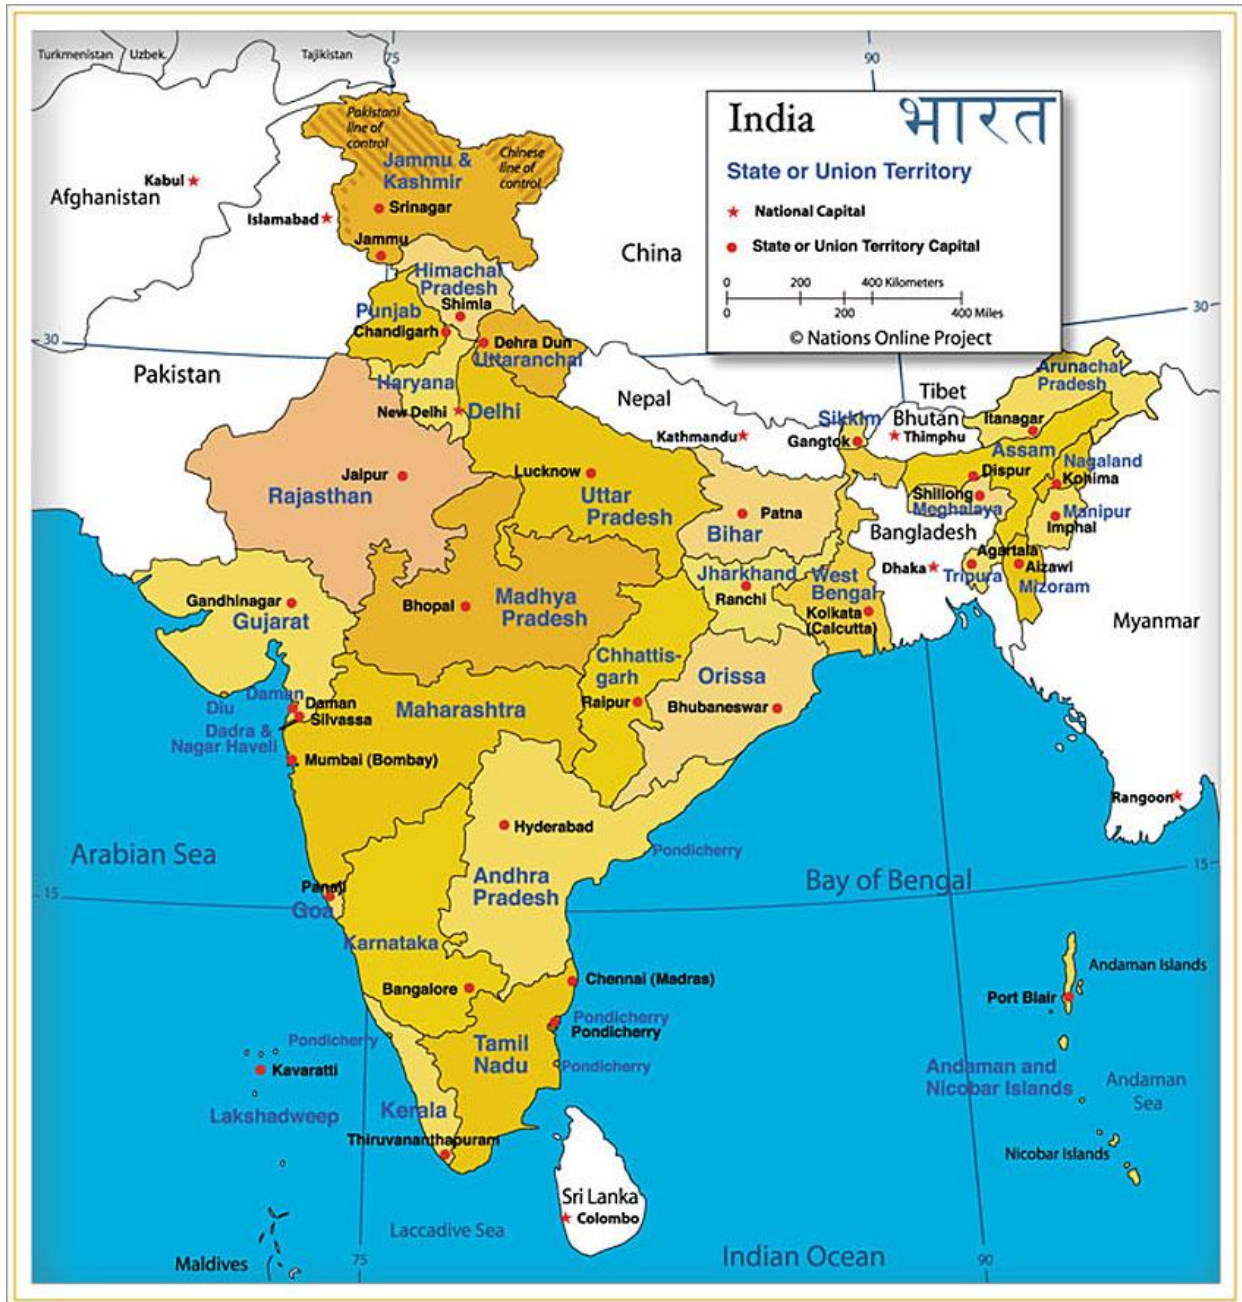 Turkmenistan
Uzbek.
Tajikistan
75
90
India
भारत
State or Union Territory
National Capital
State or Union Territory Capital
0 200 400 Kilometers
0 200 400 Miles
© Nations Online Project
Pakistani
line of
control
Chinese
line of
control
Jammu &
Kashmir
Kabul
Afghanistan
Islamabad
Srinagar
Jammu
China
Himachal
Pradesh
Shimla
Punjab
Chandigarh
30
30
Dehra Dun
Uttaranchal
Pakistan
Haryana
New Delhi
Delhi
Nepal
Kathmandu
Tibet
Arunachal
Pradesh
Itanagar
Sikkim
Gangtok
Bhutan
Thimphu
Assam
Dispur
Nagaland
Kohima
Shillong
Meghalaya
Manipur
Imphal
Jaipur
Rajasthan
Lucknow
Uttar
Pradesh
Patna
Bihar
Bangladesh
Dhaka
Agartala
Tripura
Aizawl
Mizoram
Jharkhand
Ranchi
West
Bengal
Kolkata
(Calcutta)
Gandhinagar
Gujarat
Bhopal
Madhya
Pradesh
Myanmar
Chhattis-
garh
Raipur
Orissa
Bhubaneswar
Daman
Diu
Daman
Silvassa
Dadra &
Nagar Haveli
Maharashtra
Mumbai (Bombay)
Rangoon
Hyderabad
Arabian Sea
Pondicherry
Bay of Bengal
15
15
Andhra
Pradesh
Panaji
Goa
Karnataka
Bangalore
Chennai (Madras)
Andaman Islands
Port Blair
Pondicherry
Pondicherry
Pondicherry
Tamil
Nadu
Pondicherry
Kavaratti
Lakshadweep
Kerala
Thiruvananthapuram
Andaman and
Nicobar Islands
Andaman
Sea
Nicobar Islands
Sri Lanka
Colombo
Laccadive Sea
Indian Ocean
Maldives
75
90